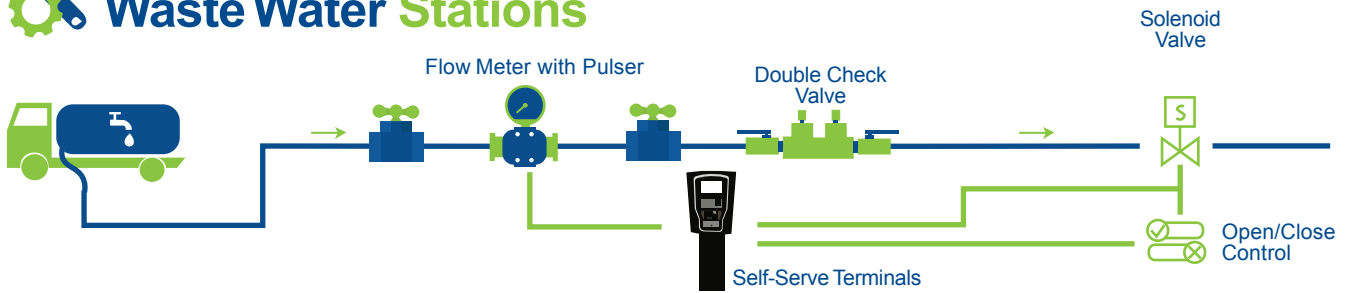 Waste Water Stations
Solenoid
Valve
Flow Meter with Pulser
Double Check
Valve
S
Open/Close
Control
Self-Serve Terminals